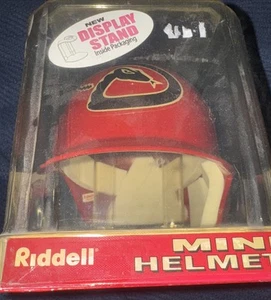 NEW
DISPLAY
STAND
Inside Packaging
Riddell
MINI
HELMET